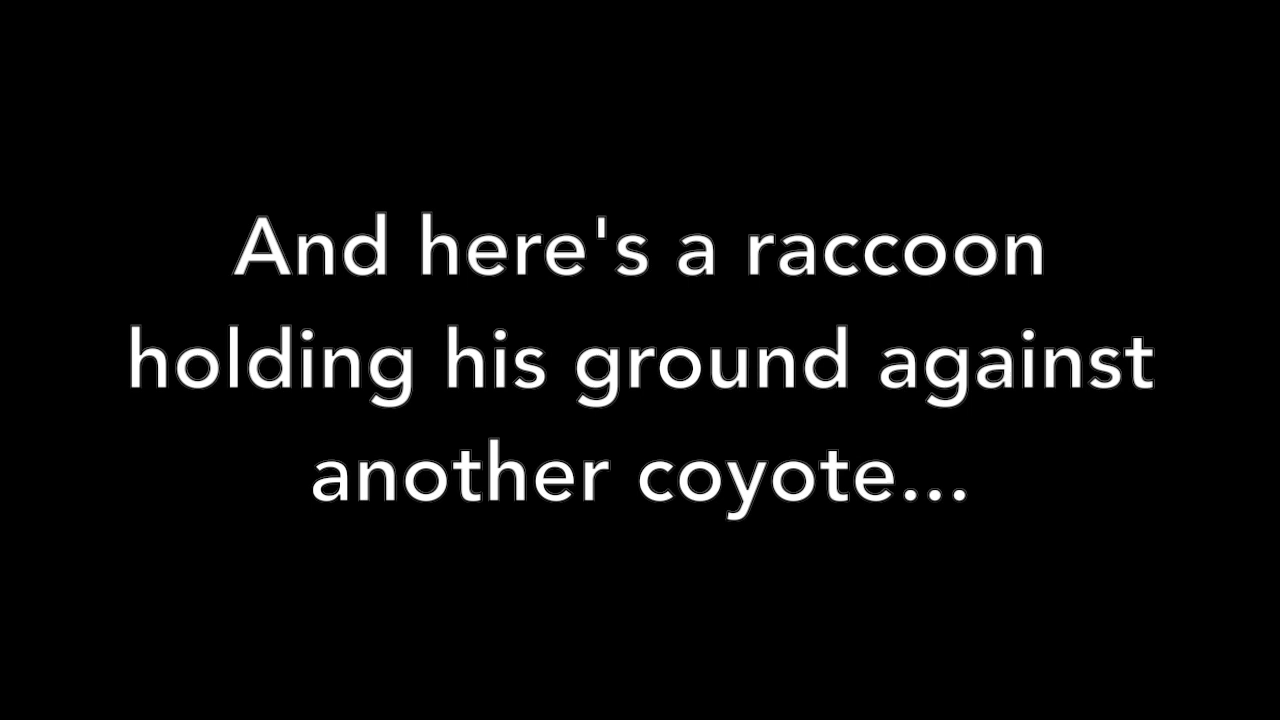 And here's a raccoon
holding his ground against
another coyote...